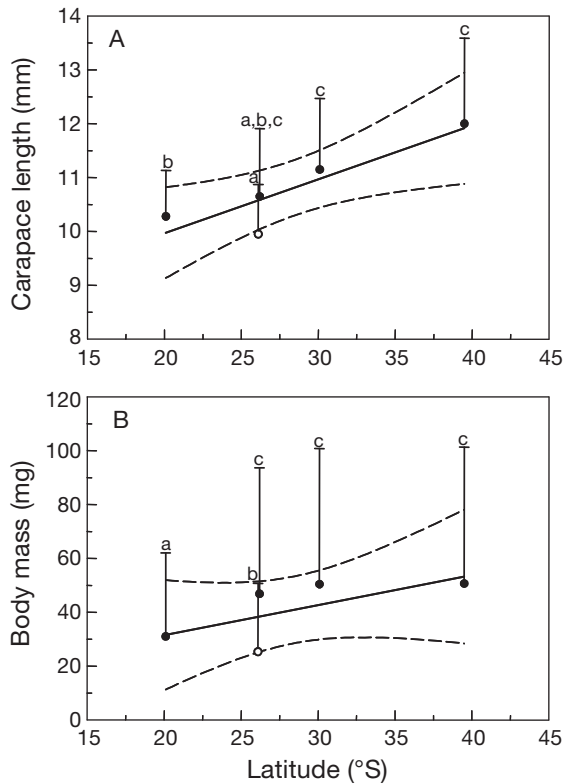 A
Carapace length (mm)
14
13
12
11
10
9
8
b
a,b,c
a
c
c
15 20 25 30 35 40 45
B
Body mass (mg)
120
100
80
60
40
20
0
a
c
b
c
c
15 20 25 30 35 40 45
Latitude (°S)